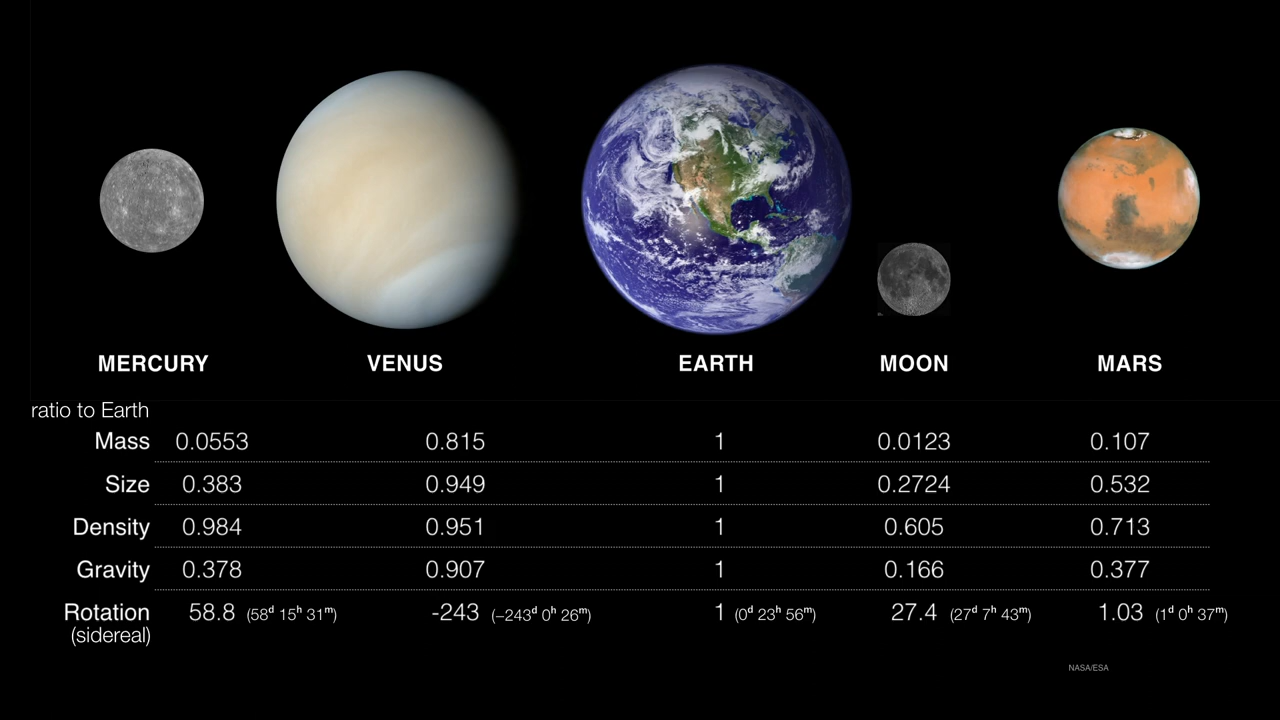 MERCURY VENUS EARTH MOON MARS
ratio to Earth
Mass 0.0553 0.815 1 0.0123 0.107
Size 0.383 0.949 1 0.2724 0.532
Density 0.984 0.951 1 0.605 0.713
Gravity 0.378 0.907 1 0.166 0.377
Rotation 58.8 (58ᵈ 15ʰ 31ᵐ) -243 (–243ᵈ 0ʰ 26ᵐ) 1 (0ᵈ 23ʰ 56ᵐ) 27.4 (27ᵈ 7ʰ 43ᵐ) 1.03 (1ᵈ 0ʰ 37ᵐ)
(sidereal)
NASA/ESA